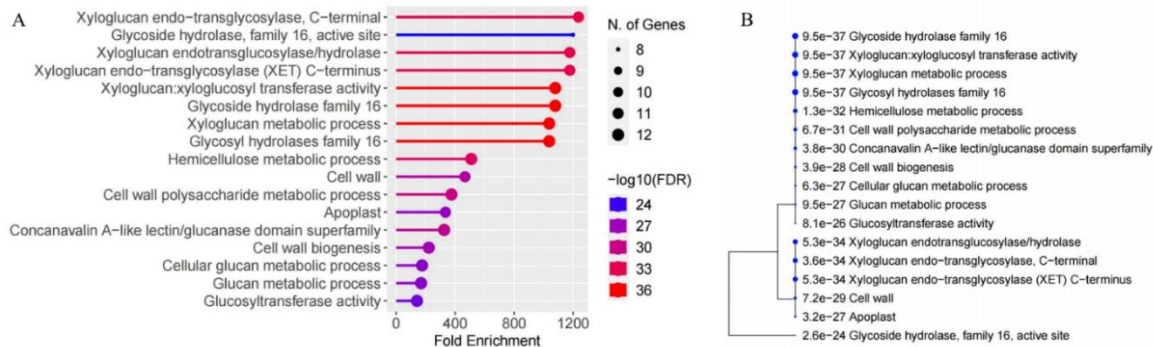 A
Xyloglucan endo-transglycosylase, C-terminal
Glycoside hydrolase, family 16, active site
Xyloglucan endotransglucosylase/hydrolase
Xyloglucan endo-transglycosylase (XET) C-terminus
Xyloglucan:xyloglucosyl transferase activity
Glycoside hydrolase family 16
Xyloglucan metabolic process
Glycosyl hydrolases family 16
Hemicellulose metabolic process
Cell wall
Cell wall polysaccharide metabolic process
Apoplast
Concanavalin A-like lectin/glucanase domain superfamily
Cell wall biogenesis
Cellular glucan metabolic process
Glucan metabolic process
Glucosyltransferase activity
0 400 800 1200
Fold Enrichment
N. of Genes
8
9
10
11
12
-log10(FDR)
24
27
30
33
36
B
9.5e-37 Glycoside hydrolase family 16
9.5e-37 Xyloglucan:xyloglucosyl transferase activity
9.5e-37 Xyloglucan metabolic process
9.5e-37 Glycosyl hydrolases family 16
1.3e-32 Hemicellulose metabolic process
6.7e-31 Cell wall polysaccharide metabolic process
3.8e-30 Concanavalin A-like lectin/glucanase domain superfamily
3.9e-28 Cell wall biogenesis
6.3e-27 Cellular glucan metabolic process
9.5e-27 Glucan metabolic process
8.1e-26 Glucosyltransferase activity
5.3e-34 Xyloglucan endotransglucosylase/hydrolase
3.6e-34 Xyloglucan endo-transglycosylase, C-terminal
5.3e-34 Xyloglucan endo-transglycosylase (XET) C-terminus
7.2e-29 Cell wall
3.2e-27 Apoplast
2.6e-24 Glycoside hydrolase, family 16, active site